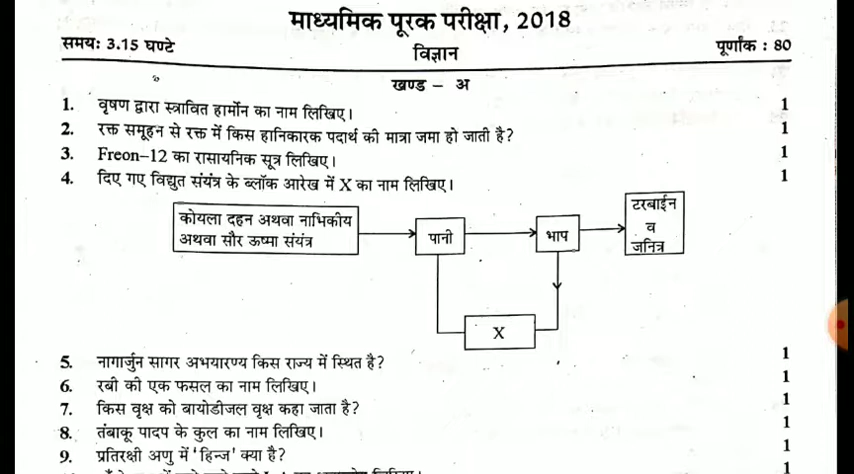 माध्यमिक पूरक परीक्षा, 2018
समय: 3.15 घण्टे
विज्ञान
पूर्णांक : 80
खण्ड – अ
1. वृषण द्वारा स्त्रावित हार्मोन का नाम लिखिए। 1
2. रक्त समूहन से रक्त में किस हानिकारक पदार्थ की मात्रा जमा हो जाती है? 1
3. Freon–12 का रासायनिक सूत्र लिखिए। 1
4. दिए गए विद्युत संयंत्र के ब्लॉक आरेख में X का नाम लिखिए। 1
कोयला दहन अथवा नाभिकीय
अथवा सौर ऊष्मा संयंत्र
पानी
भाप
टरबाईन
व
जनित्र
X
5. नागार्जुन सागर अभयारण्य किस राज्य में स्थित है? 1
6. रबी की एक फसल का नाम लिखिए। 1
7. किस वृक्ष को बायोडीजल वृक्ष कहा जाता है? 1
8. तंबाकू पादप के कुल का नाम लिखिए। 1
9. प्रतिरक्षी अणु में 'हिन्ज' क्या है? 1
1